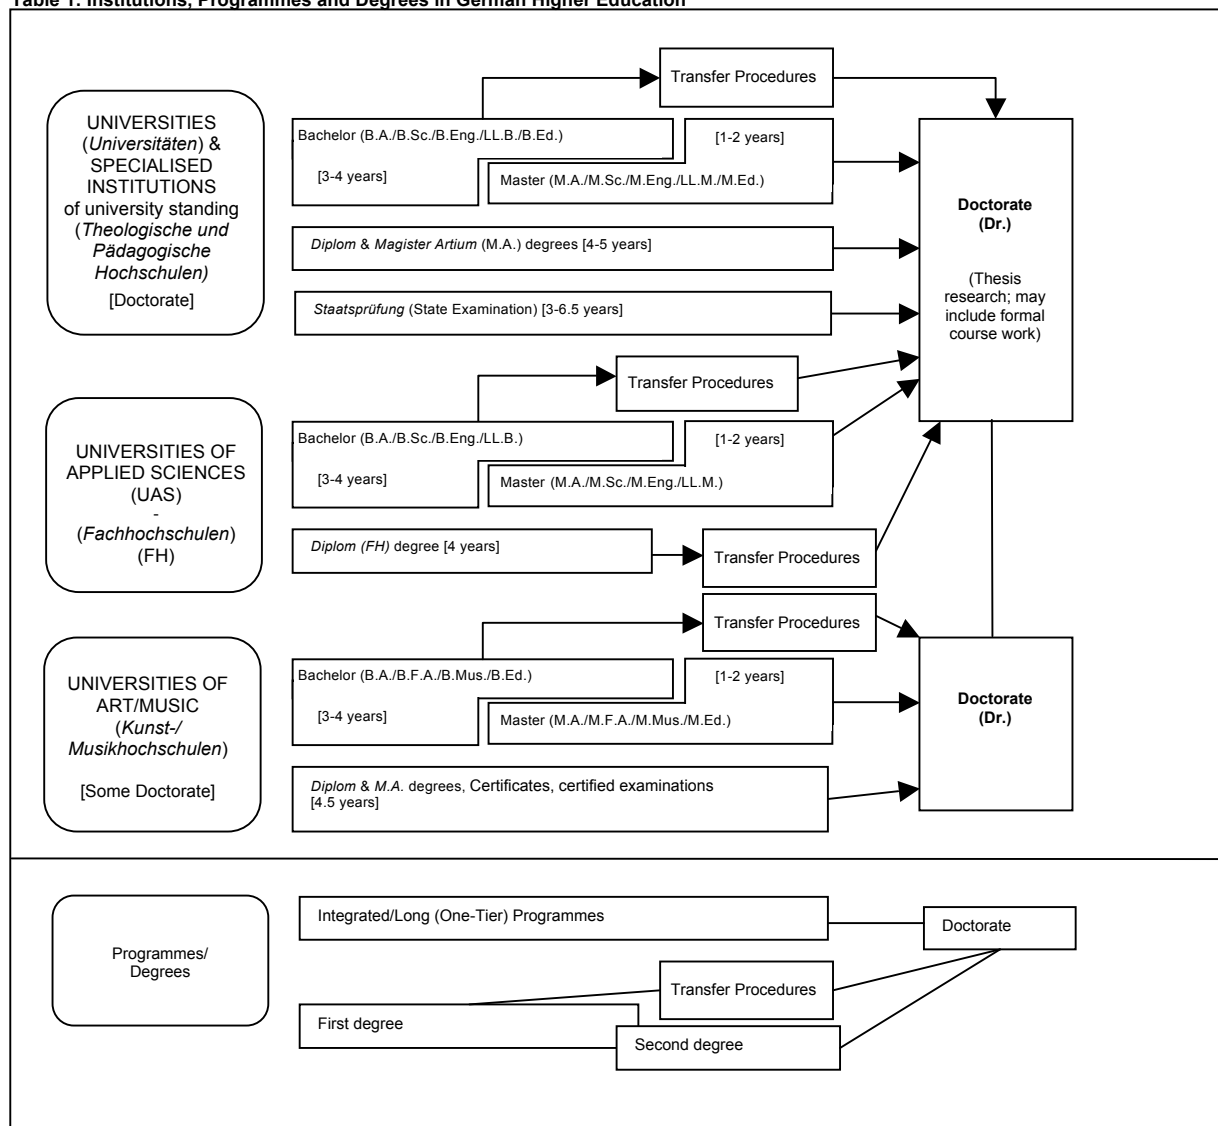 Table 1: Institutions, Programmes and Degrees in German Higher Education
Transfer Procedures
UNIVERSITIES
(Universitäten) &
SPECIALISED
INSTITUTIONS
of university standing
(Theologische und
Pädagogische
Hochschulen)
[Doctorate]
Bachelor (B.A./B.Sc./B.Eng./LL.B./B.Ed.)
[3-4 years]
[1-2 years]
Master (M.A./M.Sc./M.Eng./LL.M./M.Ed.)
Diplom & Magister Artium (M.A.) degrees [4-5 years]
Staatsprüfung (State Examination) [3-6.5 years]
Doctorate
(Dr.)
(Thesis
research; may
include formal
course work)
Transfer Procedures
UNIVERSITIES OF
APPLIED SCIENCES
(UAS)
-
(Fachhochschulen)
(FH)
Bachelor (B.A./B.Sc./B.Eng./LL.B.)
[3-4 years]
[1-2 years]
Master (M.A./M.Sc./M.Eng./LL.M.)
Diplom (FH) degree [4 years]
Transfer Procedures
Transfer Procedures
UNIVERSITIES OF
ART/MUSIC
(Kunst-/
Musikhochschulen)
[Some Doctorate]
Bachelor (B.A./B.F.A./B.Mus./B.Ed.)
[3-4 years]
[1-2 years]
Master (M.A./M.F.A./M.Mus./M.Ed.)
Diplom & M.A. degrees, Certificates, certified examinations
[4.5 years]
Doctorate
(Dr.)
Programmes/
Degrees
Integrated/Long (One-Tier) Programmes
Doctorate
Transfer Procedures
First degree
Second degree